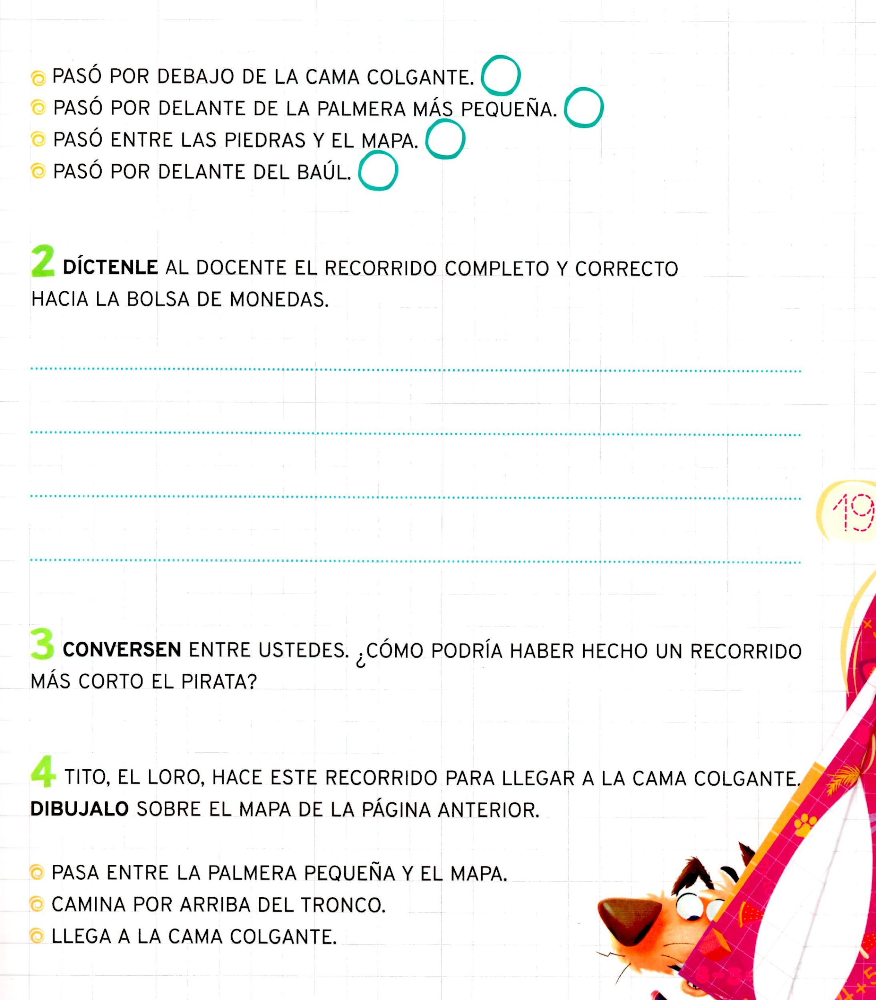 PASÓ POR DEBAJO DE LA CAMA COLGANTE.
PASÓ POR DELANTE DE LA PALMERA MÁS PEQUEÑA.
PASÓ ENTRE LAS PIEDRAS Y EL MAPA.
PASÓ POR DELANTE DEL BAÚL.
2 DÍCTENLE AL DOCENTE EL RECORRIDO COMPLETO Y CORRECTO
HACIA LA BOLSA DE MONEDAS.
19
3 CONVERSEN ENTRE USTEDES. ¿CÓMO PODRÍA HABER HECHO UN RECORRIDO
MÁS CORTO EL PIRATA?
4 TITO, EL LORO, HACE ESTE RECORRIDO PARA LLEGAR A LA CAMA COLGANTE.
DIBUJALO SOBRE EL MAPA DE LA PÁGINA ANTERIOR.
PASA ENTRE LA PALMERA PEQUEÑA Y EL MAPA.
CAMINA POR ARRIBA DEL TRONCO.
LLEGA A LA CAMA COLGANTE.